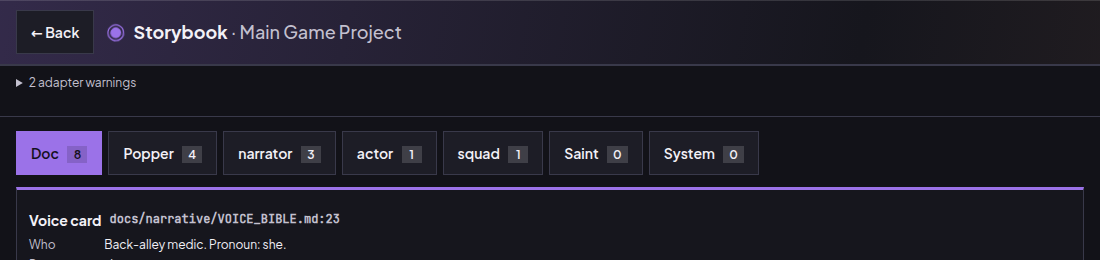 ← Back
Storybook · Main Game Project
▶ 2 adapter warnings
Doc 8 Popper 4 narrator 3 actor 1 squad 1 Saint 0 System 0
Voice card docs/narrative/VOICE_BIBLE.md:23
Who Back-alley medic. Pronoun: she.